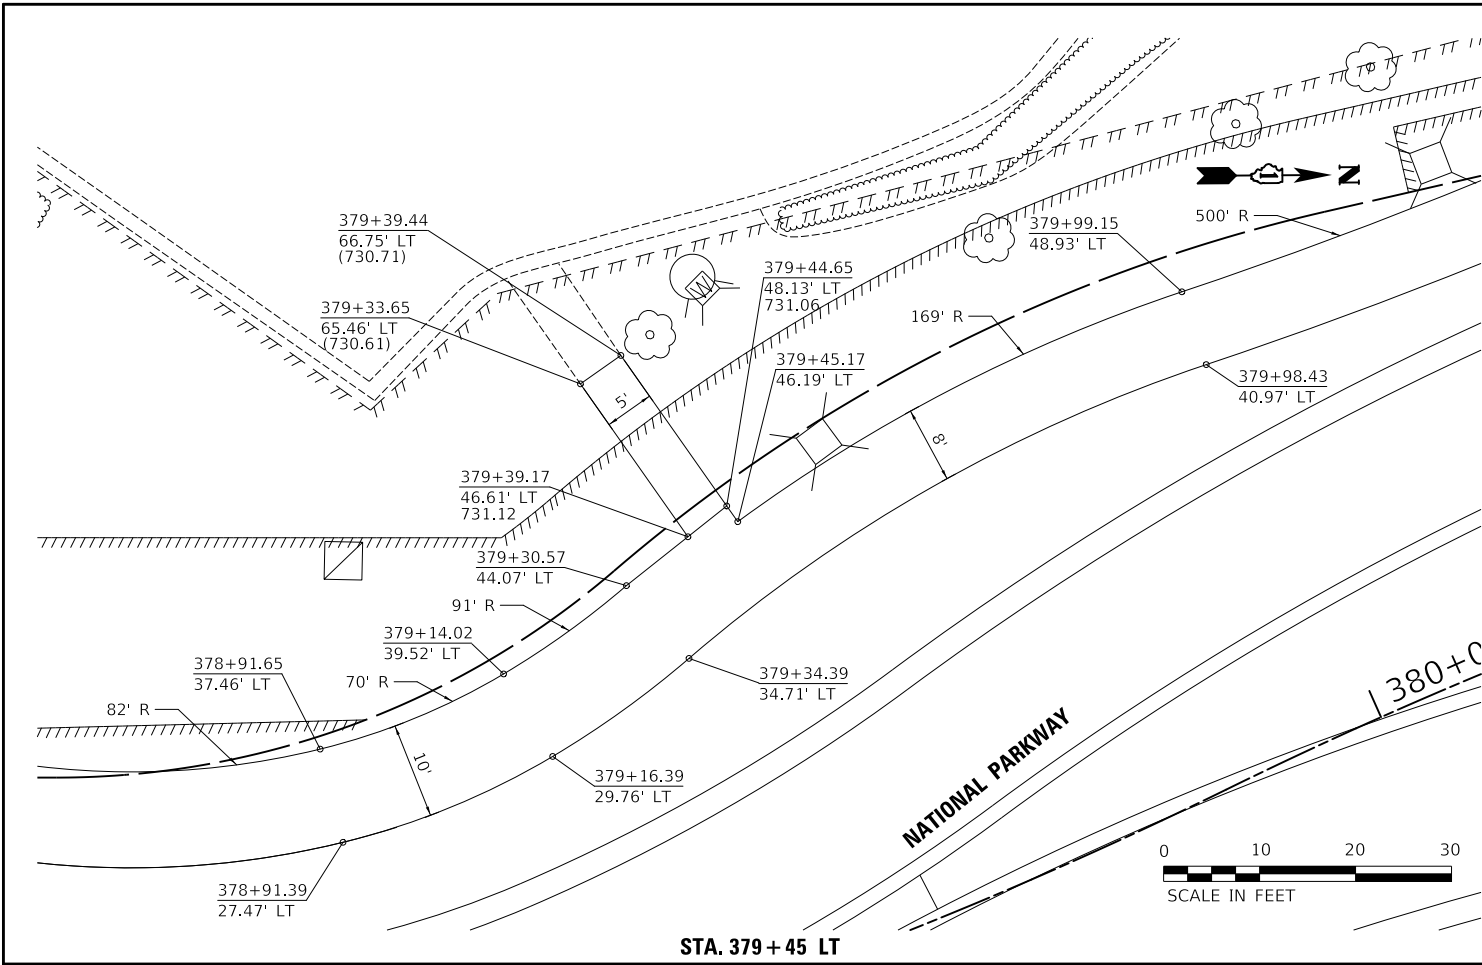 379+39.44
66.75' LT
(730.71)
379+33.65
65.46' LT
(730.61)
5'
W
379+44.65
48.13' LT
731.06
379+45.17
46.19' LT
379+99.15
48.93' LT
500' R
N
169' R
379+98.43
40.97' LT
8'
379+39.17
46.61' LT
731.12
379+30.57
44.07' LT
91' R
379+14.02
39.52' LT
378+91.65
37.46' LT
70' R
82' R
10'
379+34.39
34.71' LT
379+16.39
29.76' LT
378+91.39
27.47' LT
NATIONAL PARKWAY
380+0
0 10 20 30
SCALE IN FEET
STA. 379+45 LT